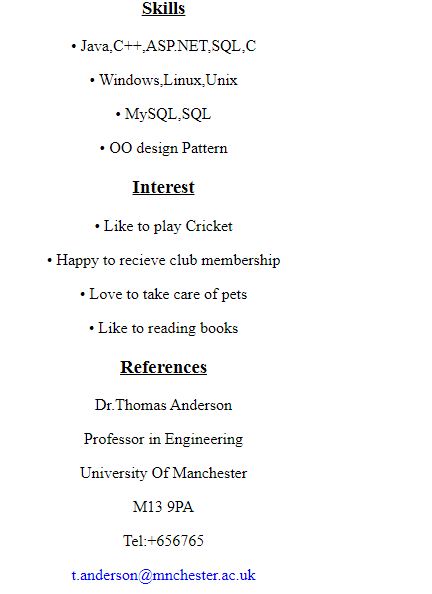 Skills
• Java,C++,ASP.NET,SQL,C
• Windows,Linux,Unix
• MySQL,SQL
• OO design Pattern
Interest
• Like to play Cricket
• Happy to recieve club membership
• Love to take care of pets
• Like to reading books
References
Dr.Thomas Anderson
Professor in Engineering
University Of Manchester
M13 9PA
Tel:+656765
t.anderson@mnchester.ac.uk